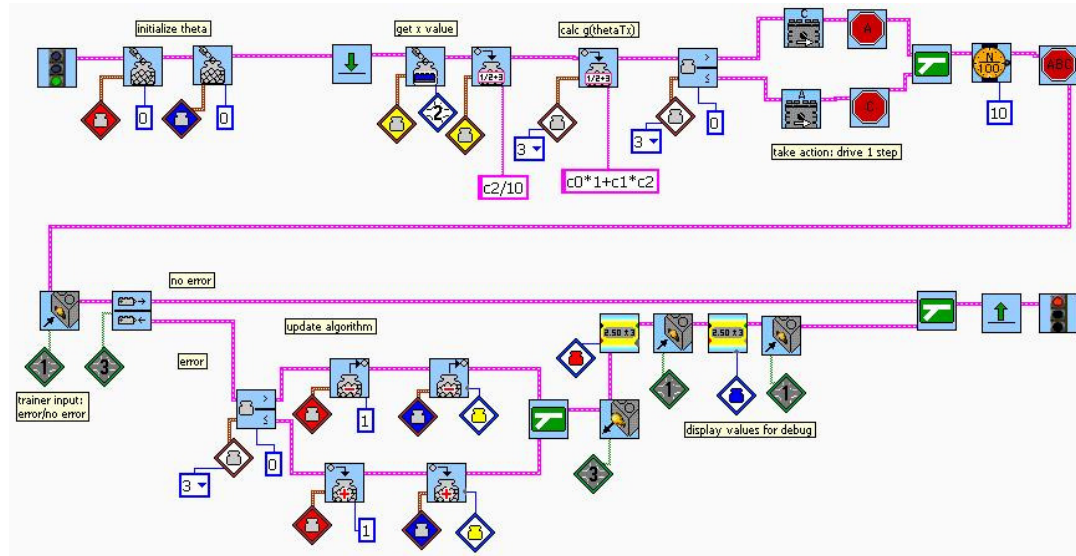 initialize theta
get x value
calc g(thetaTx)
C
A
A
C
N
100
ABC
>
≤
0
0
1/2+3
1/2+3
2
3
3
0
10
take action: drive 1 step
c2/10
c0*1+c1*c2
no error
update algorithm
error
1
3
trainer input:
error/no error
>
≤
3
0
1
1
2.50 ±3
2.50 ±3
1
1
3
display values for debug